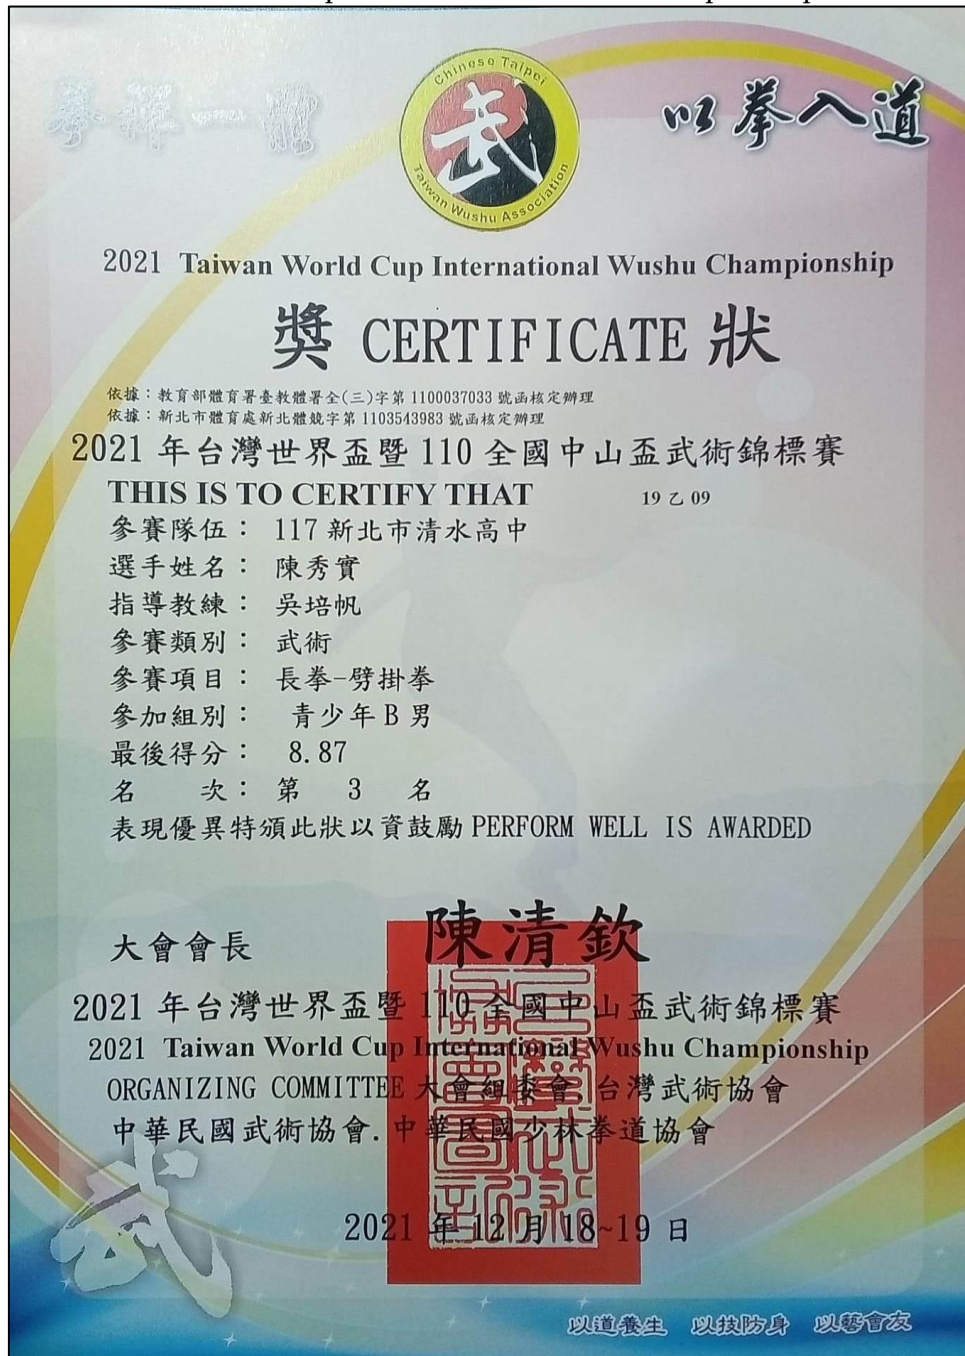 拳禪一體
Chinese Taipei
武
Taiwan Wushu Association
以拳入道
2021 Taiwan World Cup International Wushu Championship
獎 CERTIFICATE 狀
依據：教育部體育署臺教體署全(三)字第 1100037033 號函核定辦理
依據：新北市體育處新北體競字第 1103543983 號函核定辦理
2021 年台灣世界盃暨 110 全國中山盃武術錦標賽
THIS IS TO CERTIFY THAT 19 乙 09
參賽隊伍： 117 新北市清水高中
選手姓名： 陳秀實
指導教練： 吳培帆
參賽類別： 武術
參賽項目： 長拳-劈掛拳
參加組別： 青少年 B 男
最後得分： 8.87
名 次： 第 3 名
表現優異特頒此狀以資鼓勵 PERFORM WELL IS AWARDED
大會會長 陳清欽
2021 年台灣世界盃暨 110 全國中山盃武術錦標賽
2021 Taiwan World Cup International Wushu Championship
ORGANIZING COMMITTEE 大會組委會. 台灣武術協會
中華民國武術協會. 中華民國少林拳道協會
2021 年 12 月 18~19 日
武
以道養生 以技防身 以藝會友